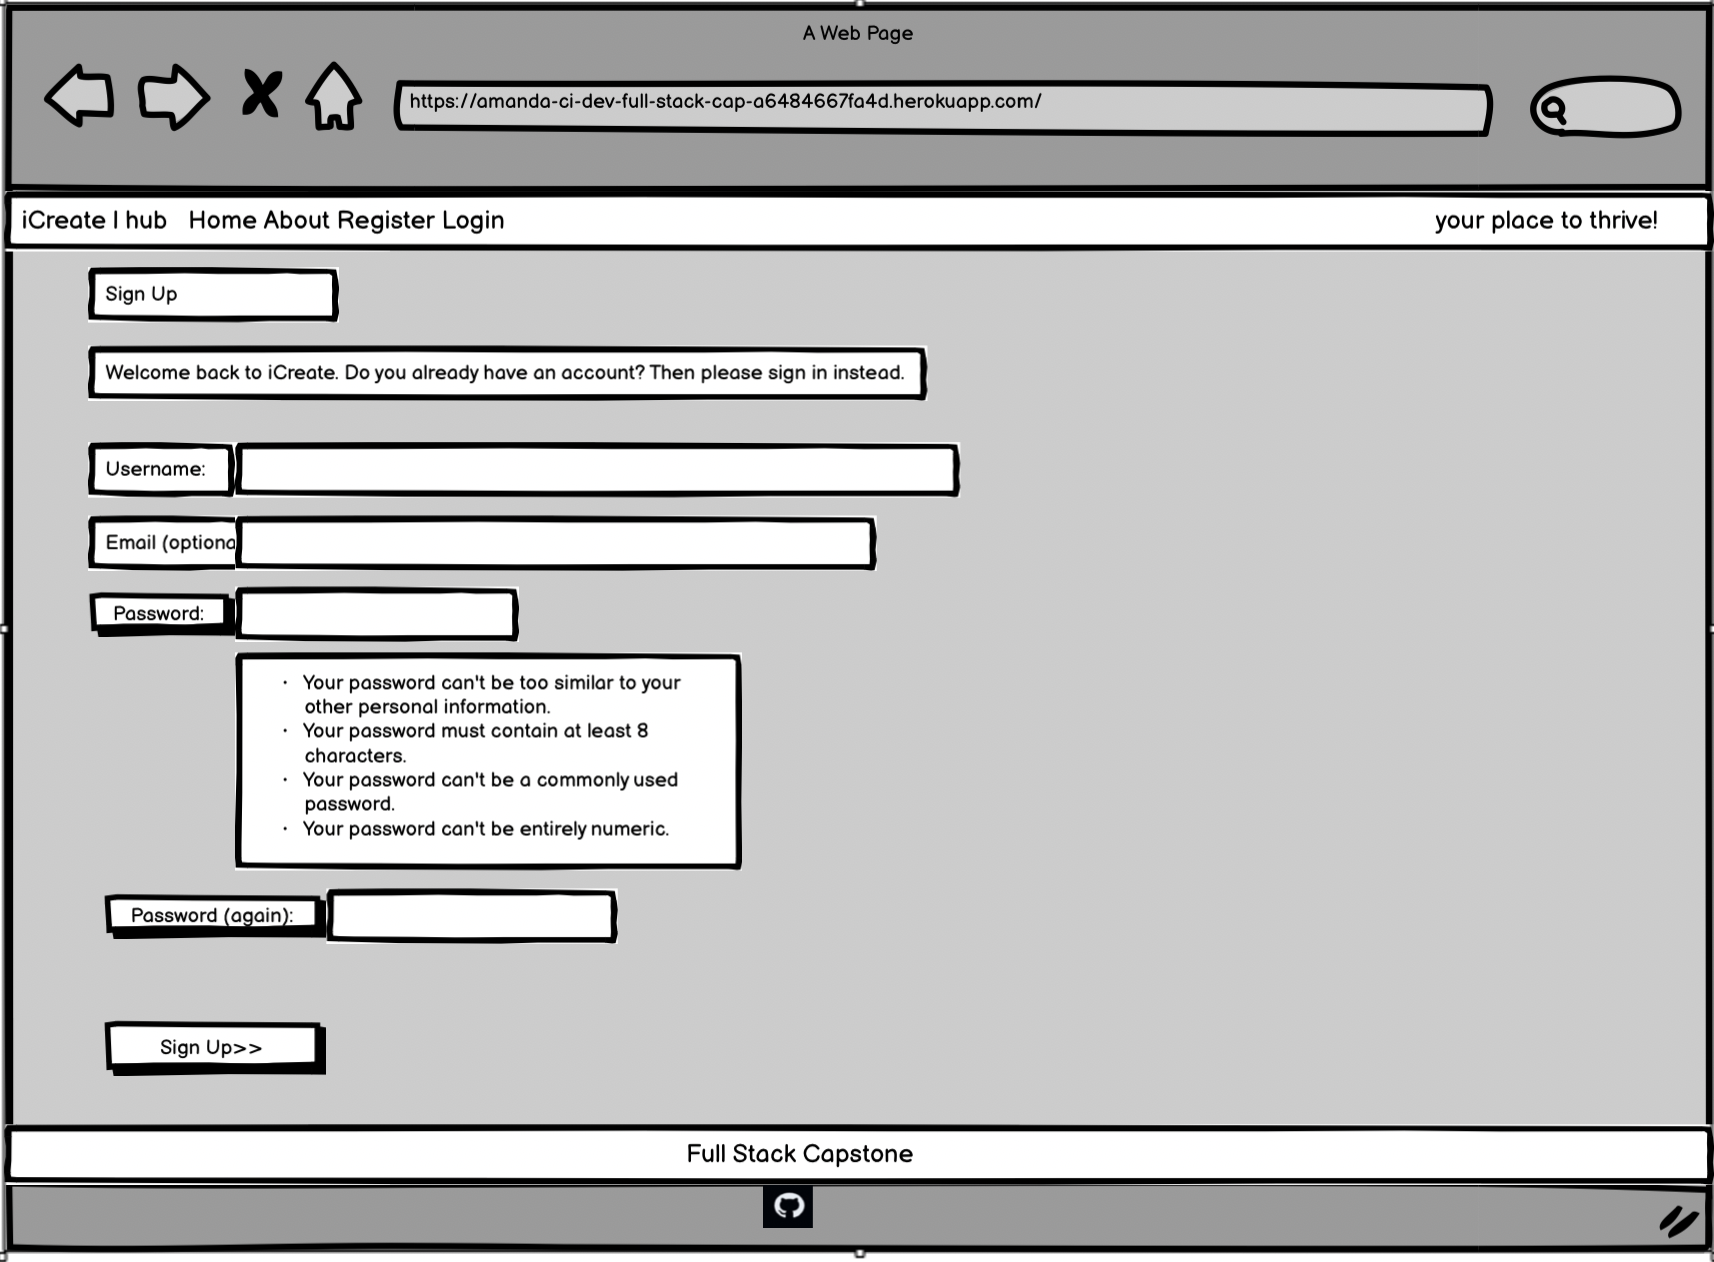 A Web Page
https://amanda-ci-dev-full-stack-cap-a6484667fa4d.herokuapp.com/
iCreate I hub Home About Register Login your place to thrive!
Sign Up
Welcome back to iCreate. Do you already have an account? Then please sign in instead.
Username:
Email (optiona
Password:
· Your password can't be too similar to your
other personal information.
· Your password must contain at least 8
characters.
· Your password can't be a commonly used
password.
· Your password can't be entirely numeric.
Password (again):
Sign Up>>
Full Stack Capstone